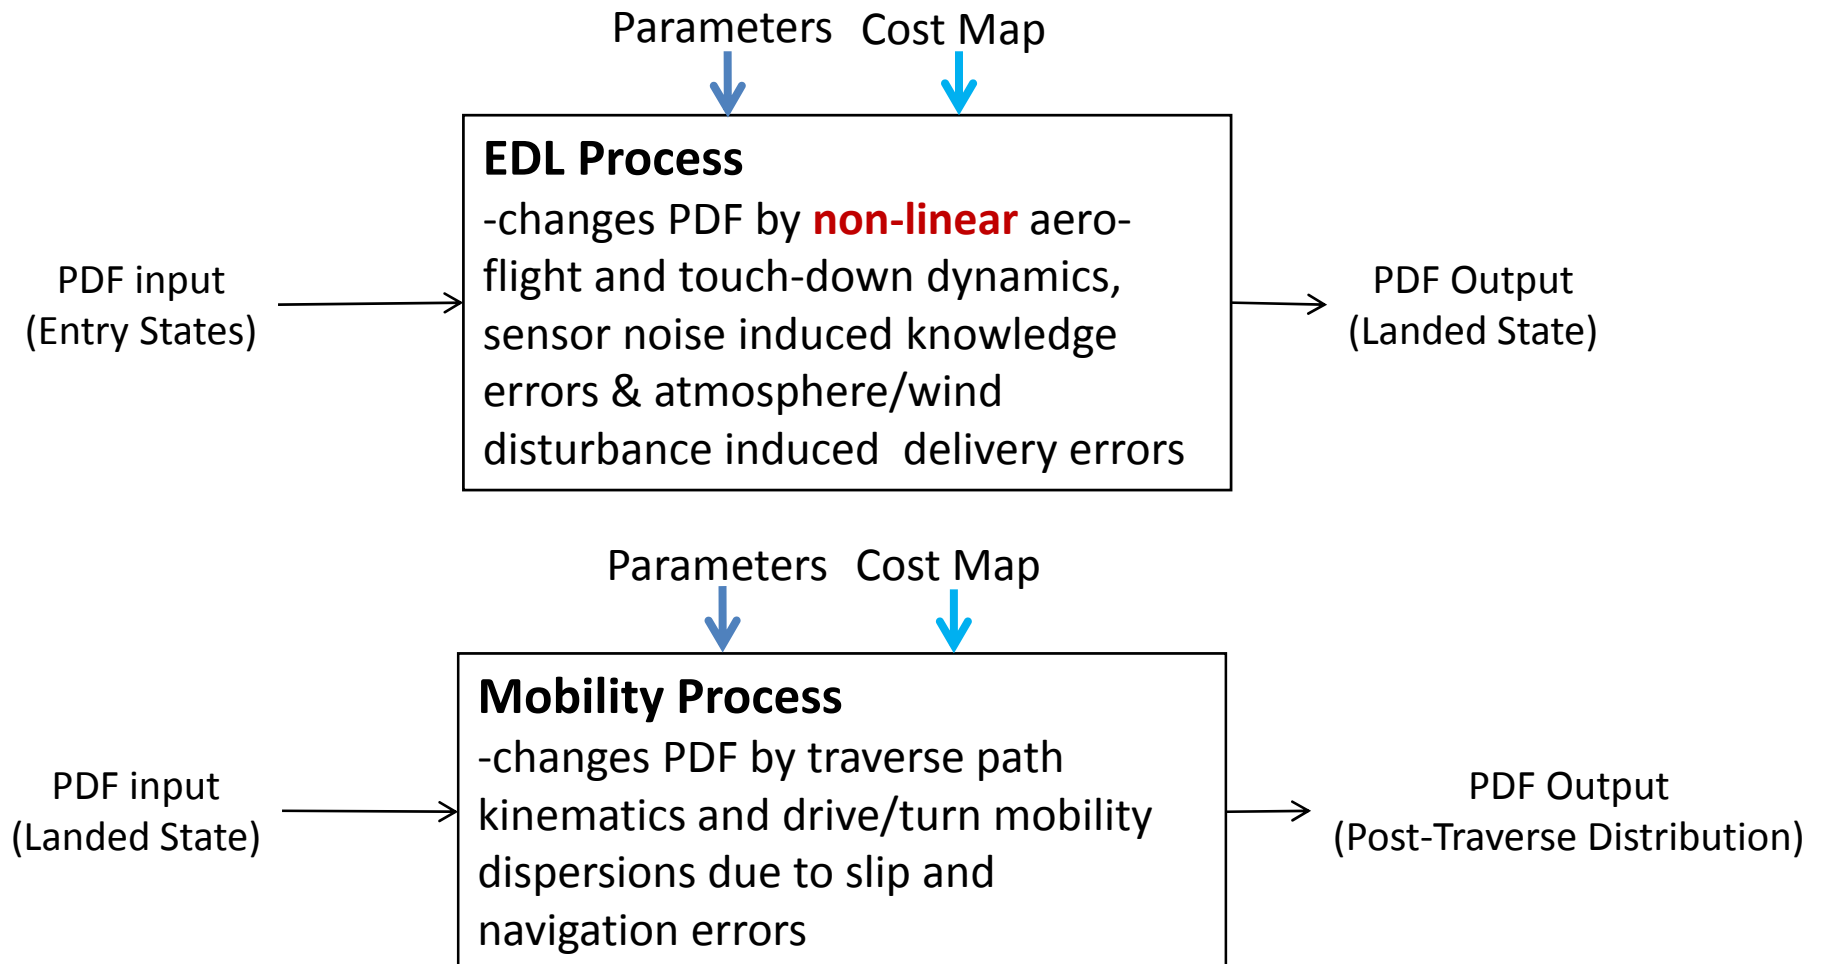 Parameters Cost Map
EDL Process
-changes PDF by non-linear aero-
flight and touch-down dynamics,
sensor noise induced knowledge
errors & atmosphere/wind
disturbance induced  delivery errors
PDF input
(Entry States)
PDF Output
(Landed State)
Parameters Cost Map
Mobility Process
-changes PDF by traverse path
kinematics and drive/turn mobility
dispersions due to slip and
navigation errors
PDF input
(Landed State)
PDF Output
(Post-Traverse Distribution)